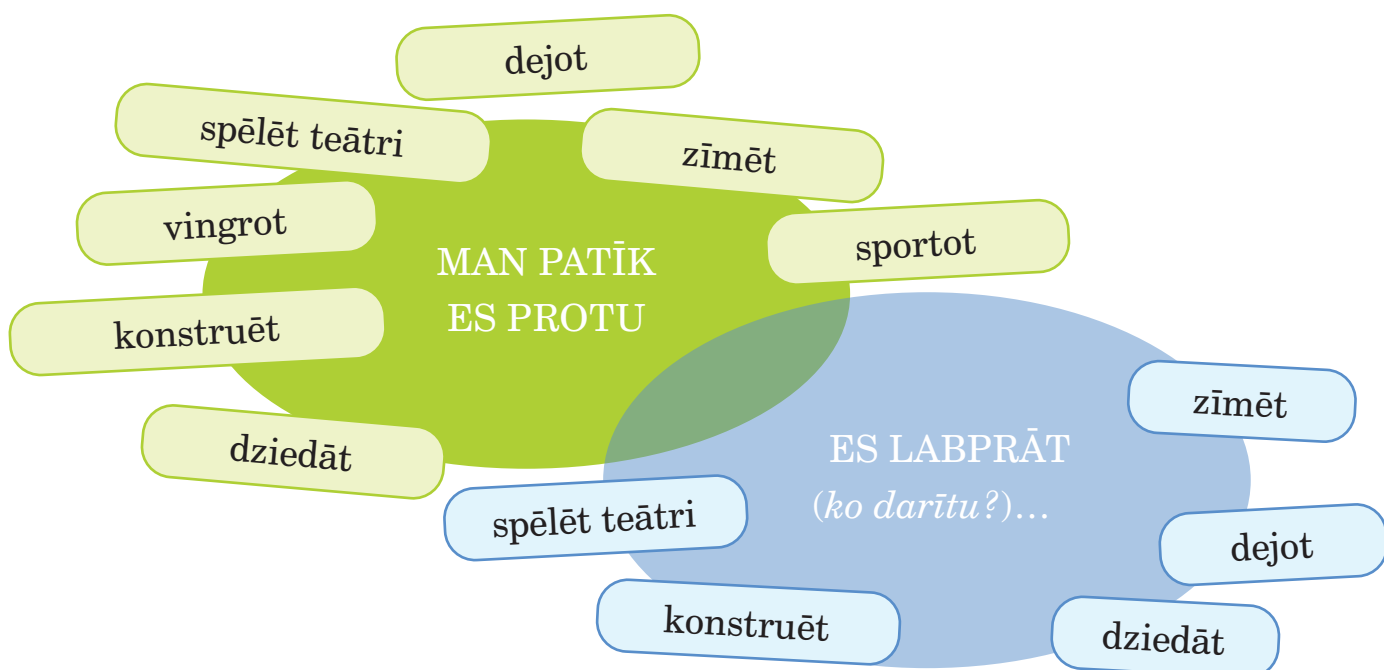 dejot
spēlēt teātri
zīmēt
vingrot
sportot
MAN PATĪK
ES PROTU
konstruēt
dziedāt
zīmēt
ES LABPRĀT
(ko darītu?)...
spēlēt teātri
dejot
konstruēt
dziedāt